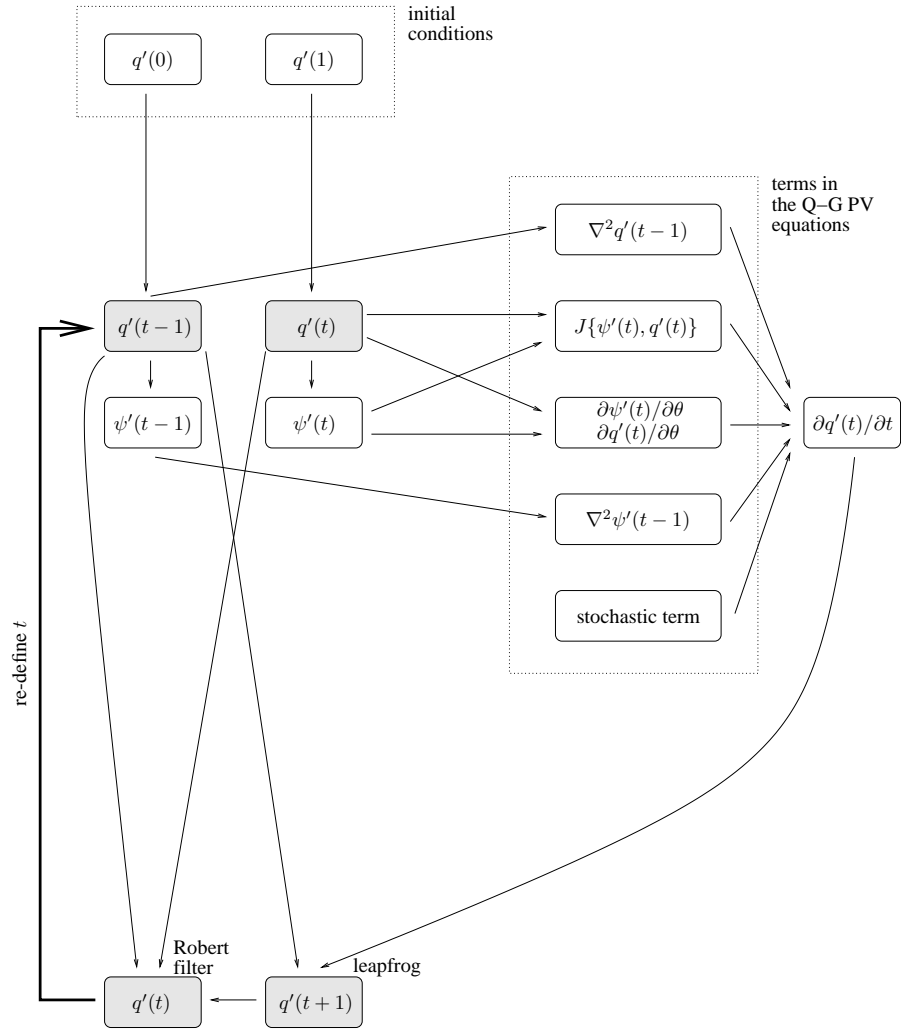 initial
conditions
q′(0)
q′(1)
terms in
the Q–G PV
equations
∇²q′(t−1)
q′(t−1)
q′(t)
J{ψ′(t), q′(t)}
ψ′(t−1)
ψ′(t)
∂ψ′(t)/∂θ
∂q′(t)/∂θ
∂q′(t)/∂t
∇²ψ′(t−1)
stochastic term
re-define t
Robert
filter
leapfrog
q′(t)
q′(t+1)